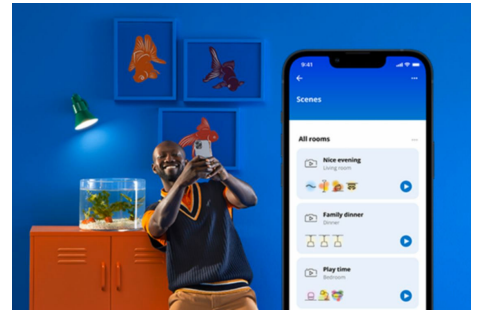 9:41
Scenes
All rooms
Nice evening
Living room
Family dinner
Dinner
Play time
Bedroom